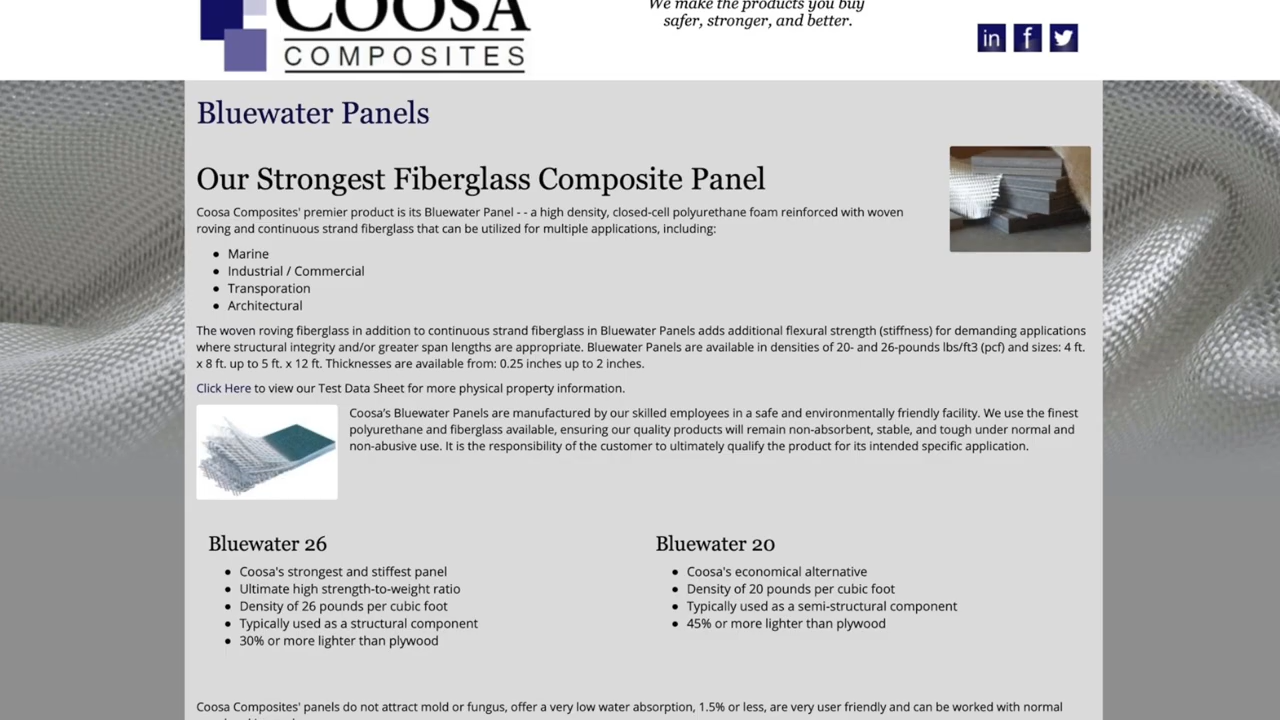 We make the products you buy
COOSA
safer, stronger, and better.
COMPOSITES
in f
Bluewater Panels
Our Strongest Fiberglass Composite Panel
Coosa Composites' premier product is its Bluewater Panel - - a high density, closed-cell polyurethane foam reinforced with woven
roving and continuous strand fiberglass that can be utilized for multiple applications, including:
• Marine
• Industrial / Commercial
• Transporation
• Architectural
The woven roving fiberglass in addition to continuous strand fiberglass in Bluewater Panels adds additional flexural strength (stiffness) for demanding applications
where structural integrity and/or greater span lengths are appropriate. Bluewater Panels are available in densities of 20- and 26-pounds lbs/ft3 (pcf) and sizes: 4 ft.
x 8 ft. up to 5 ft. x 12 ft. Thicknesses are available from: 0.25 inches up to 2 inches.
Click Here to view our Test Data Sheet for more physical property information.
Coosa's Bluewater Panels are manufactured by our skilled employees in a safe and environmentally friendly facility. We use the finest
polyurethane and fiberglass available, ensuring our quality products will remain non-absorbent, stable, and tough under normal and
non-abusive use. It is the responsibility of the customer to ultimately qualify the product for its intended specific application.
Bluewater 26
• Coosa's strongest and stiffest panel
• Ultimate high strength-to-weight ratio
• Density of 26 pounds per cubic foot
• Typically used as a structural component
• 30% or more lighter than plywood
Bluewater 20
• Coosa's economical alternative
• Density of 20 pounds per cubic foot
• Typically used as a semi-structural component
• 45% or more lighter than plywood
Coosa Composites' panels do not attract mold or fungus, offer a very low water absorption, 1.5% or less, are very user friendly and can be worked with normal